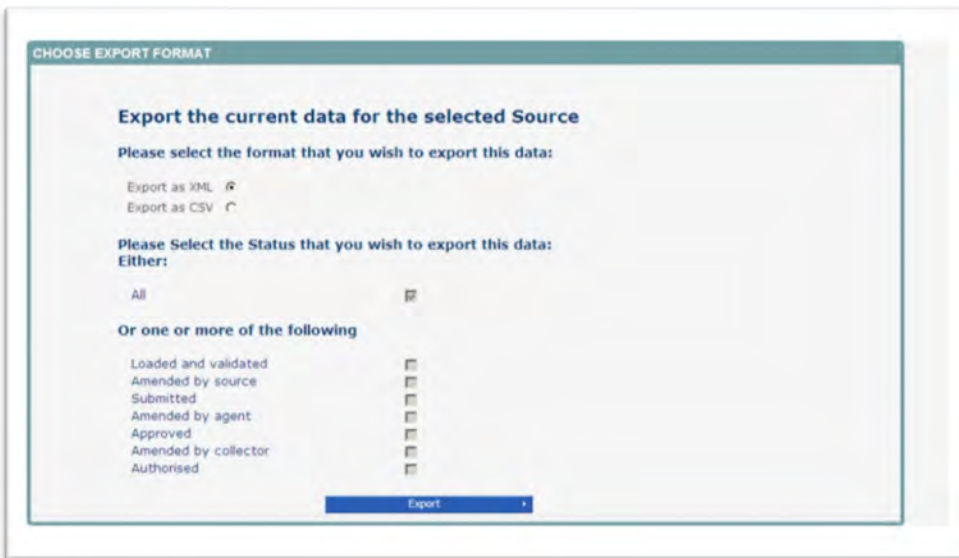 CHOOSE EXPORT FORMAT
Export the current data for the selected Source
Please select the format that you wish to export this data:
Export as XML
Export as CSV
Please Select the Status that you wish to export this data:
Either:
All
Or one or more of the following
Loaded and validated
Amended by source
Submitted
Amended by agent
Approved
Amended by collector
Authorised
Export